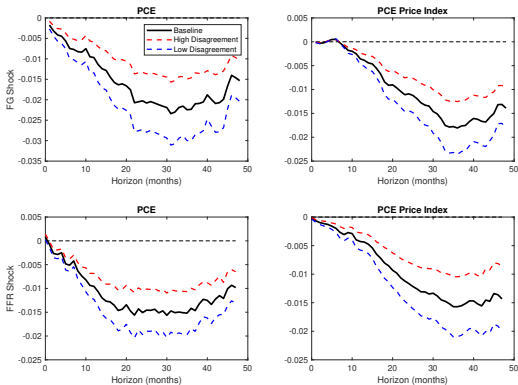 PCE
0
-0.005
-0.01
-0.015
-0.02
-0.025
-0.03
-0.035
FG Shock
Baseline
High Disagreement
Low Disagreement
0 10 20 30 40 50
Horizon (months)
PCE Price Index
0.005
0
-0.005
-0.01
-0.015
-0.02
-0.025
0 10 20 30 40 50
Horizon (months)
PCE
0.005
0
-0.005
-0.01
-0.015
-0.02
-0.025
FFR Shock
0 10 20 30 40 50
Horizon (months)
PCE Price Index
0
-0.005
-0.01
-0.015
-0.02
-0.025
0 10 20 30 40 50
Horizon (months)